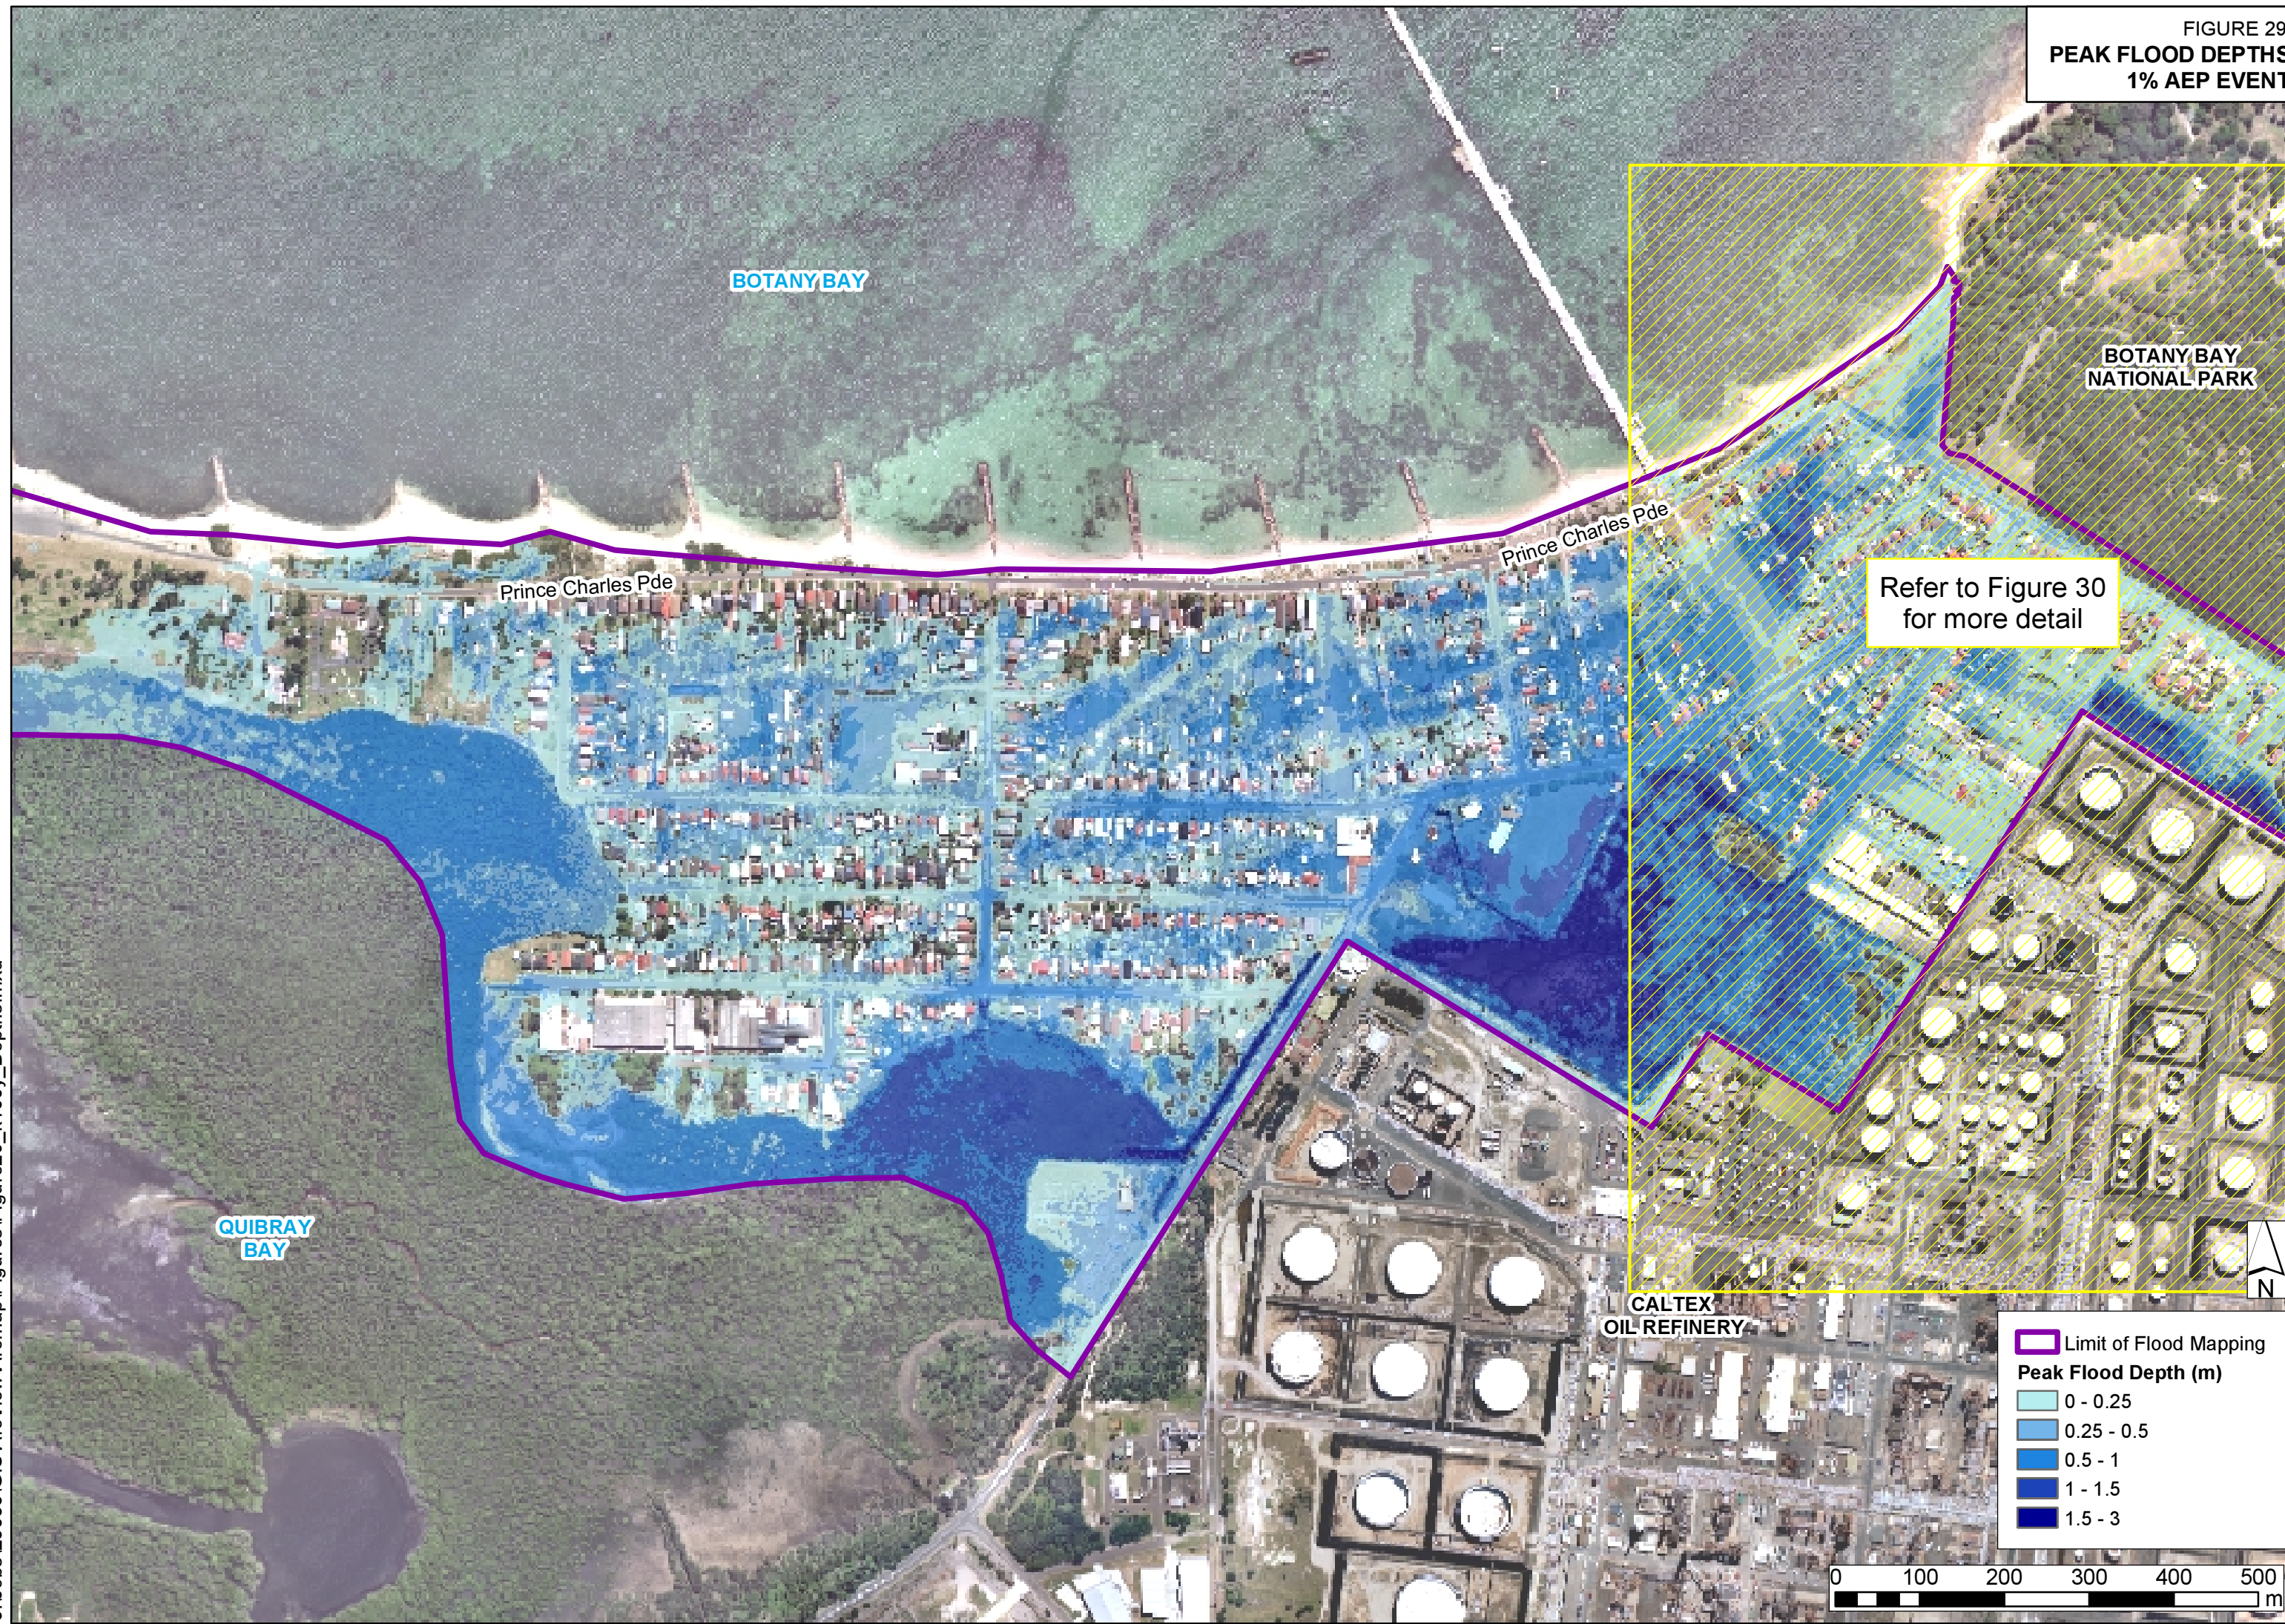 FIGURE 29
PEAK FLOOD DEPTHS
1% AEP EVENT
BOTANY BAY
BOTANY BAY
NATIONAL PARK
Prince Charles Pde
Prince Charles Pde
Refer to Figure 30
for more detail
QUIBRAY
BAY
CALTEX
OIL REFINERY
N
Limit of Flood Mapping
Peak Flood Depth (m)
0 - 0.25
0.25 - 0.5
0.5 - 1
1 - 1.5
1.5 - 3
0 100 200 300 400 500
m